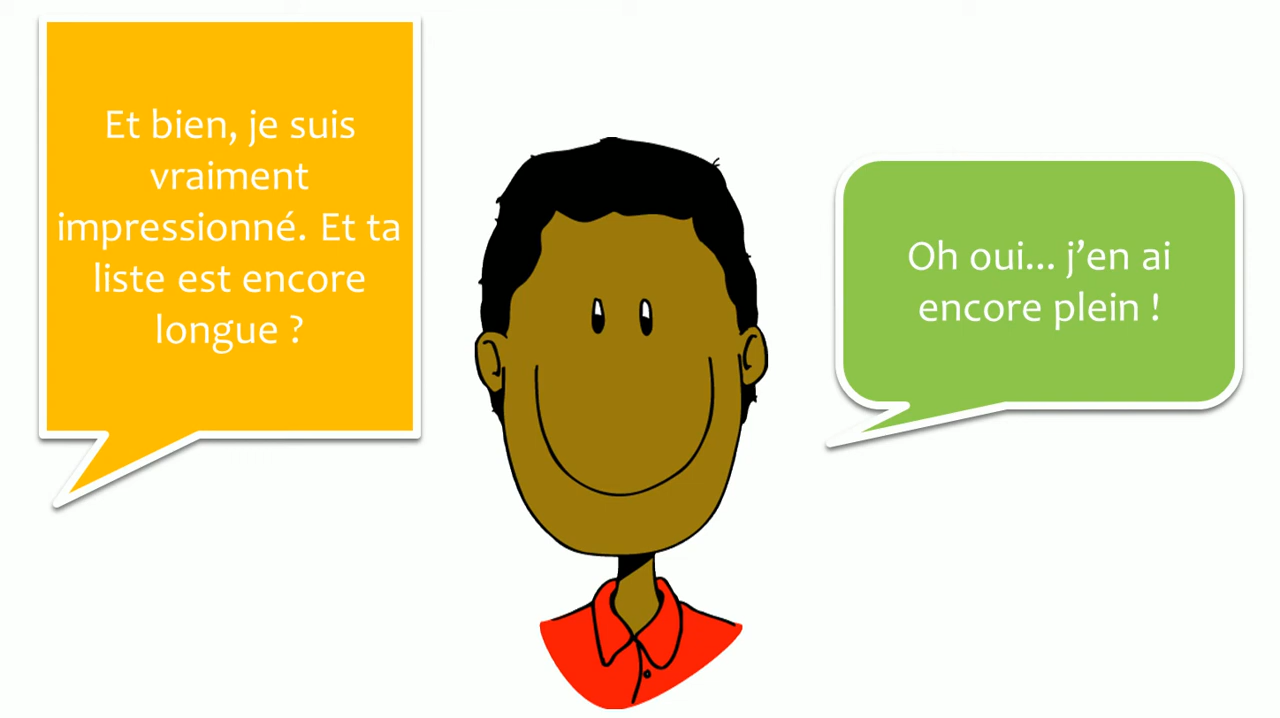 Et bien, je suis
vraiment
impressionné. Et ta
liste est encore
longue ?
Oh oui... j’en ai
encore plein !